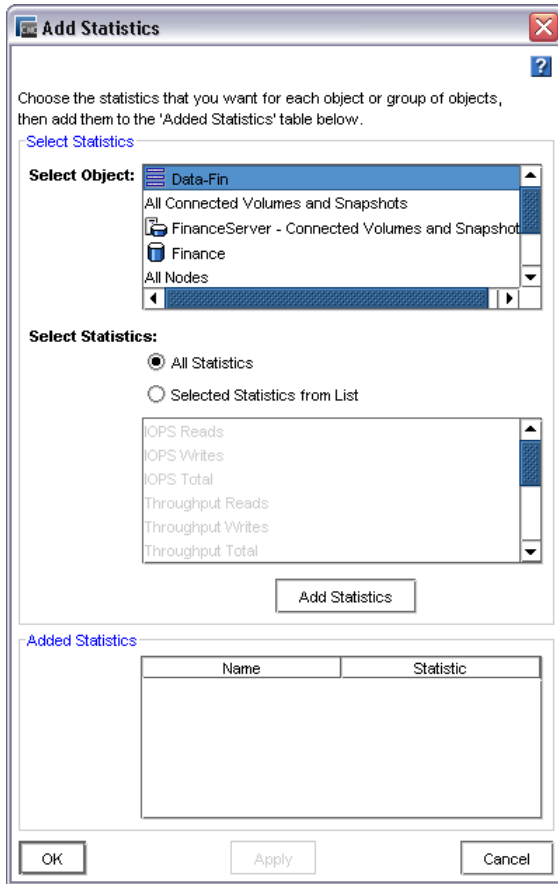 CMC Add Statistics
?
Choose the statistics that you want for each object or group of objects,
then add them to the 'Added Statistics' table below.
Select Statistics
Select Object: Data-Fin
All Connected Volumes and Snapshots
FinanceServer - Connected Volumes and Snapshot
Finance
All Nodes
Select Statistics:
All Statistics
Selected Statistics from List
IOPS Reads
IOPS Writes
IOPS Total
Throughput Reads
Throughput Writes
Throughput Total
Add Statistics
Added Statistics
Name Statistic
OK Apply Cancel